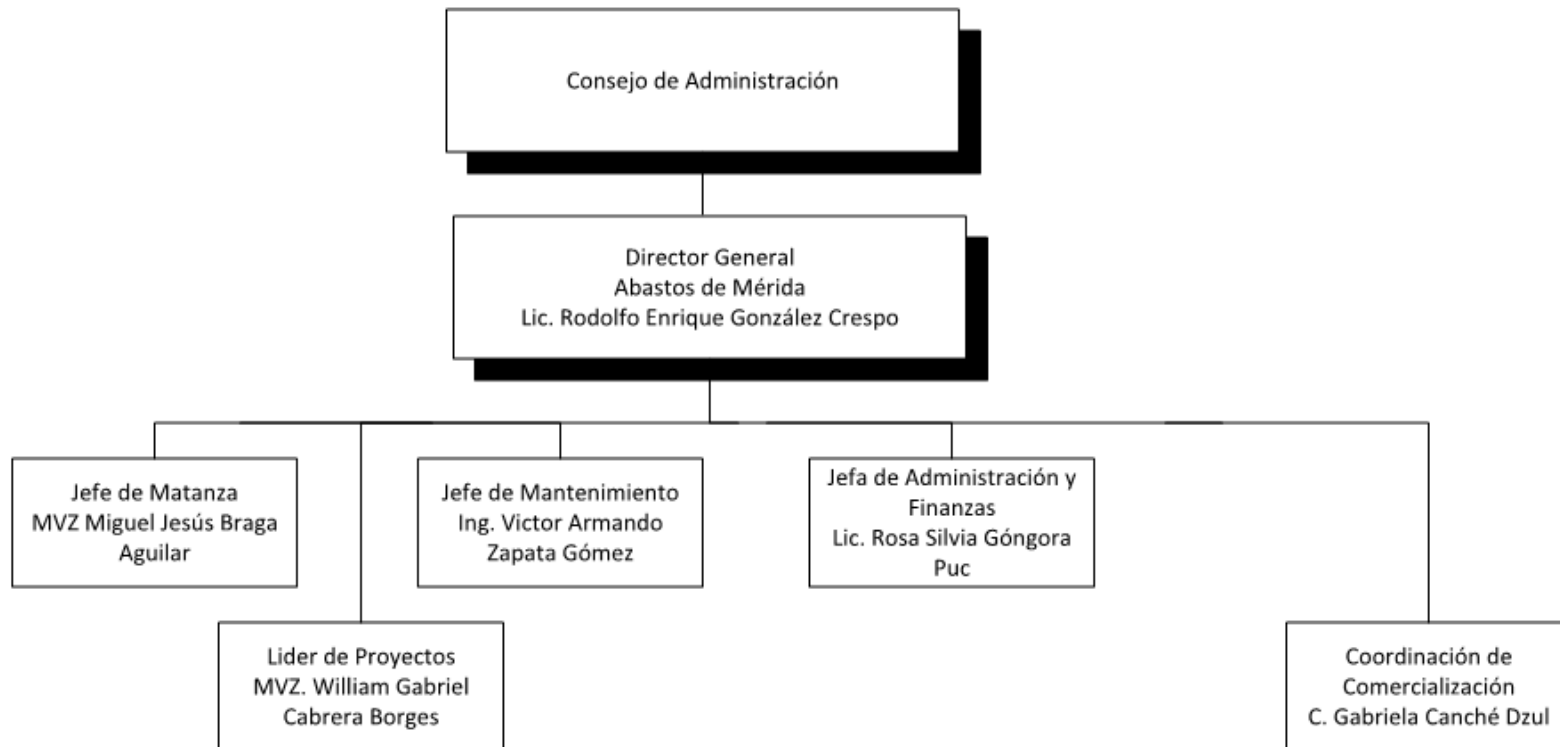 Consejo de Administración
Director General
Abastos de Mérida
Lic. Rodolfo Enrique González Crespo
Jefe de Matanza
MVZ Miguel Jesús Braga
Aguilar
Jefe de Mantenimiento
Ing. Victor Armando
Zapata Gómez
Jefa de Administración y
Finanzas
Lic. Rosa Silvia Góngora
Puc
Lider de Proyectos
MVZ. William Gabriel
Cabrera Borges
Coordinación de
Comercialización
C. Gabriela Canché Dzul